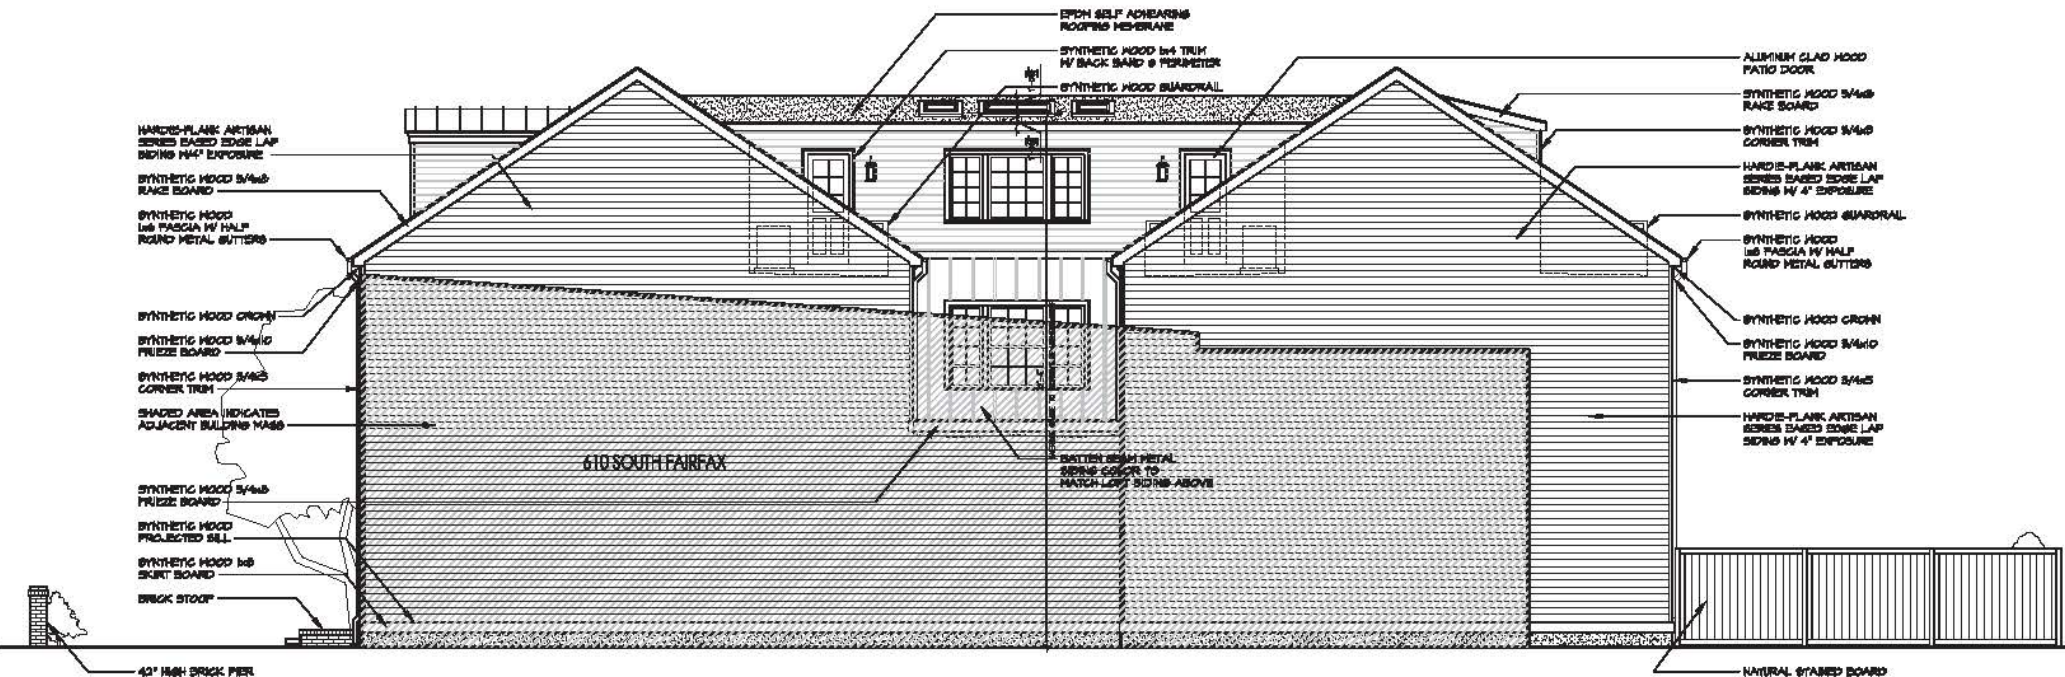 EPDM SELF ADHEARING
ROOFING MEMBRANE
SYNTHETIC WOOD 1x4 TRIM
W/ BACK BAND @ PERIMETER
SYNTHETIC WOOD GUARDRAIL
HARDIE-PLANK ARTISAN
SERIES EASED EDGE LAP
SIDING W/4" EXPOSURE
SYNTHETIC WOOD 5/4x8
RAKE BOARD
SYNTHETIC WOOD
1x8 FASCIA W/ HALF
ROUND METAL GUTTERS
SYNTHETIC WOOD CROWN
SYNTHETIC WOOD 5/4x10
FRIEZE BOARD
SYNTHETIC WOOD 5/4x5
CORNER TRIM
SHADED AREA INDICATES
ADJACENT BUILDING MASS
SYNTHETIC WOOD 5/4x8
FRIEZE BOARD
SYNTHETIC WOOD
PROJECTED SILL
SYNTHETIC WOOD
SKIRT BOARD
BRICK STOOP
42" HIGH BRICK PIER
610 SOUTH FAIRFAX
BATTEN SEAM METAL
SIDING COLOR TO
MATCH LOFT SIDING ABOVE
ALUMINUM CLAD WOOD
PATIO DOOR
SYNTHETIC WOOD 5/4x8
RAKE BOARD
SYNTHETIC WOOD 5/4x5
CORNER TRIM
HARDIE-PLANK ARTISAN
SERIES EASED EDGE LAP
SIDING W/ 4" EXPOSURE
SYNTHETIC WOOD GUARDRAIL
SYNTHETIC WOOD
1x8 FASCIA W/ HALF
ROUND METAL GUTTERS
SYNTHETIC WOOD CROWN
SYNTHETIC WOOD 5/4x10
FRIEZE BOARD
SYNTHETIC WOOD 5/4x5
CORNER TRIM
HARDIE-PLANK ARTISAN
SERIES EASED EDGE LAP
SIDING W/ 4" EXPOSURE
NATURAL STAINED BOARD